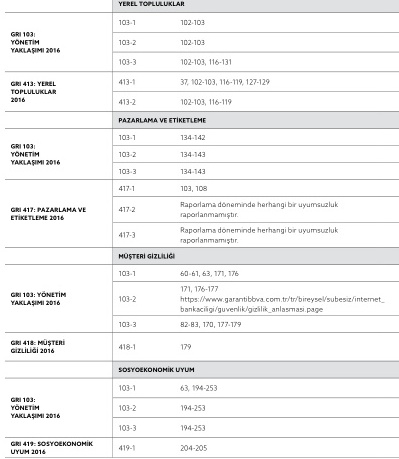 YEREL TOPLULUKLAR
GRI 103:
YÖNETİM
YAKLAŞIMI 2016
103-1 102-103
103-2 102-103
103-3 102-103, 116-131
GRI 413: YEREL
TOPLULUKLAR
2016
413-1 37, 102-103, 116-119, 127-129
413-2 102-103, 116-119
PAZARLAMA VE ETİKETLEME
GRI 103:
YÖNETİM
YAKLAŞIMI 2016
103-1 134-142
103-2 134-143
103-3 134-143
GRI 417: PAZARLAMA VE
ETİKETLEME 2016
417-1 103, 108
417-2 Raporlama döneminde herhangi bir uyumsuzluk
raporlanmamıştır.
417-3 Raporlama döneminde herhangi bir uyumsuzluk
raporlanmamıştır.
MÜŞTERİ GİZLİLİĞİ
GRI 103: YÖNETİM
YAKLAŞIMI 2016
103-1 60-61, 63, 171, 176
103-2 171, 176-177
https://www.garantibbva.com.tr/tr/bireysel/subesiz/internet_
bankaciligi/guvenlik/gizlilik_anlasmasi.page
103-3 82-83, 170, 177-179
GRI 418: MÜŞTERİ
GİZLİLİĞİ 2016
418-1 179
SOSYOEKONOMİK UYUM
GRI 103:
YÖNETİM
YAKLAŞIMI 2016
103-1 63, 194-253
103-2 194-253
103-3 194-253
GRI 419: SOSYOEKONOMİK
UYUM 2016
419-1 204-205